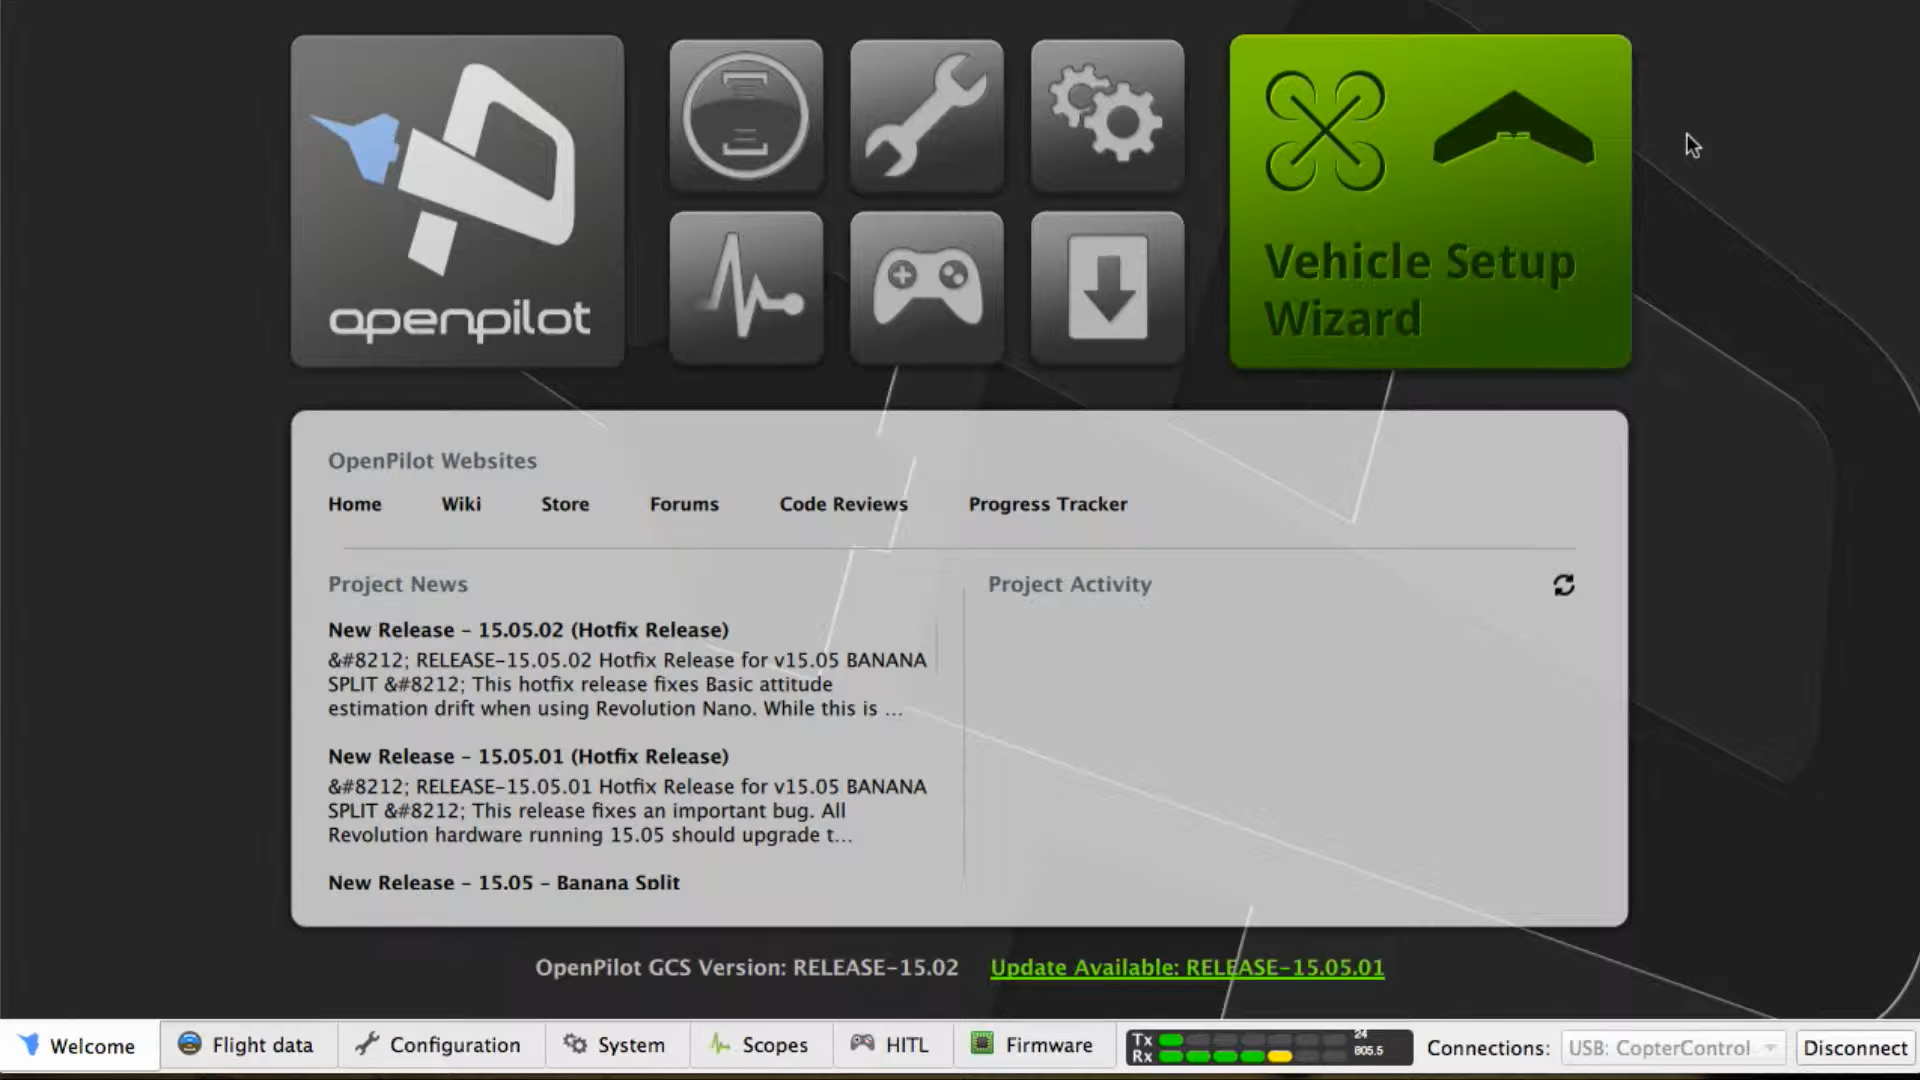 openpilot
Vehicle Setup
Wizard
OpenPilot Websites
Home Wiki Store Forums Code Reviews Progress Tracker
Project News
Project Activity
New Release - 15.05.02 (Hotfix Release)
&#8212; RELEASE-15.05.02 Hotfix Release for v15.05 BANANA
SPLIT &#8212; This hotfix release fixes Basic attitude
estimation drift when using Revolution Nano. While this is ...
New Release - 15.05.01 (Hotfix Release)
&#8212; RELEASE-15.05.01 Hotfix Release for v15.05 BANANA
SPLIT &#8212; This release fixes an important bug. All
Revolution hardware running 15.05 should upgrade t...
New Release - 15.05 - Banana Split
OpenPilot GCS Version: RELEASE-15.02 Update Available: RELEASE-15.05.01
Welcome Flight data Configuration System Scopes HITL Firmware
Tx 24
Rx 805.5
Connections: USB: CopterControl Disconnect